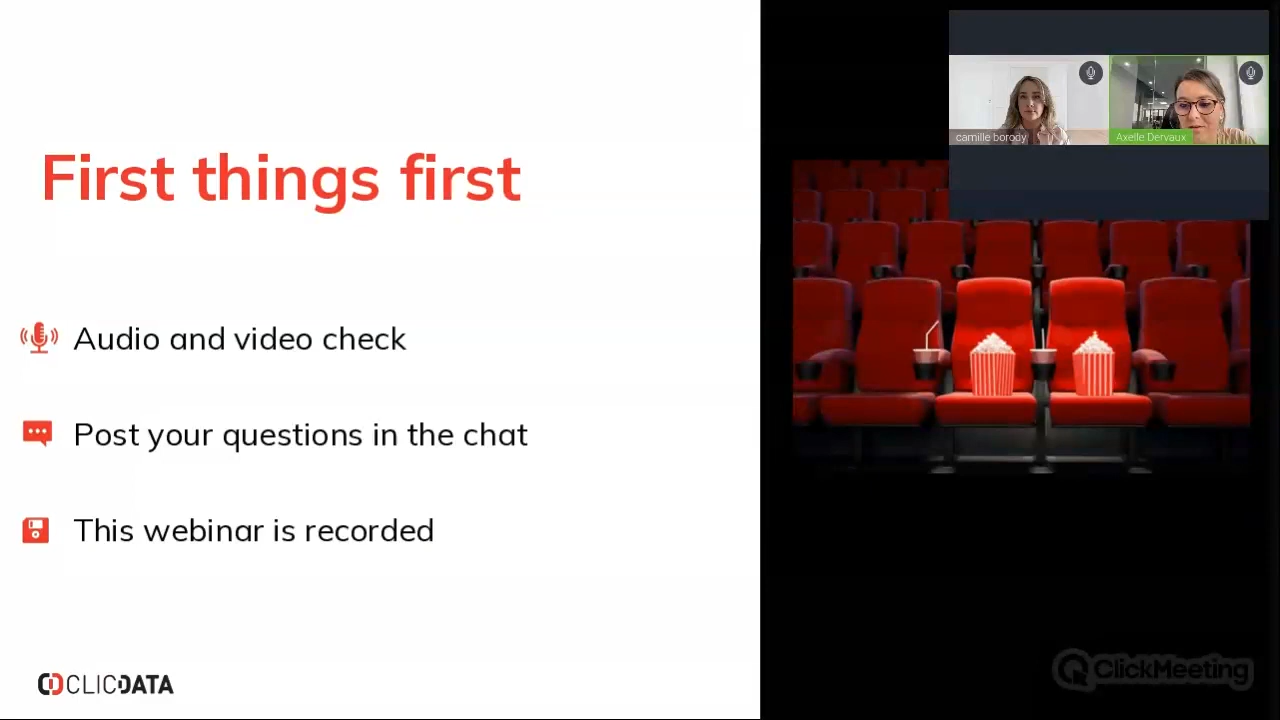 First things first
Audio and video check
Post your questions in the chat
This webinar is recorded
CLICDATA
camille borody
Axelle Dervaux
ClickMeeting